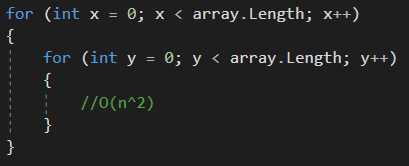 for (int x = 0; x < array.Length; x++)
{
for (int y = 0; y < array.Length; y++)
{
//O(n^2)
}
}